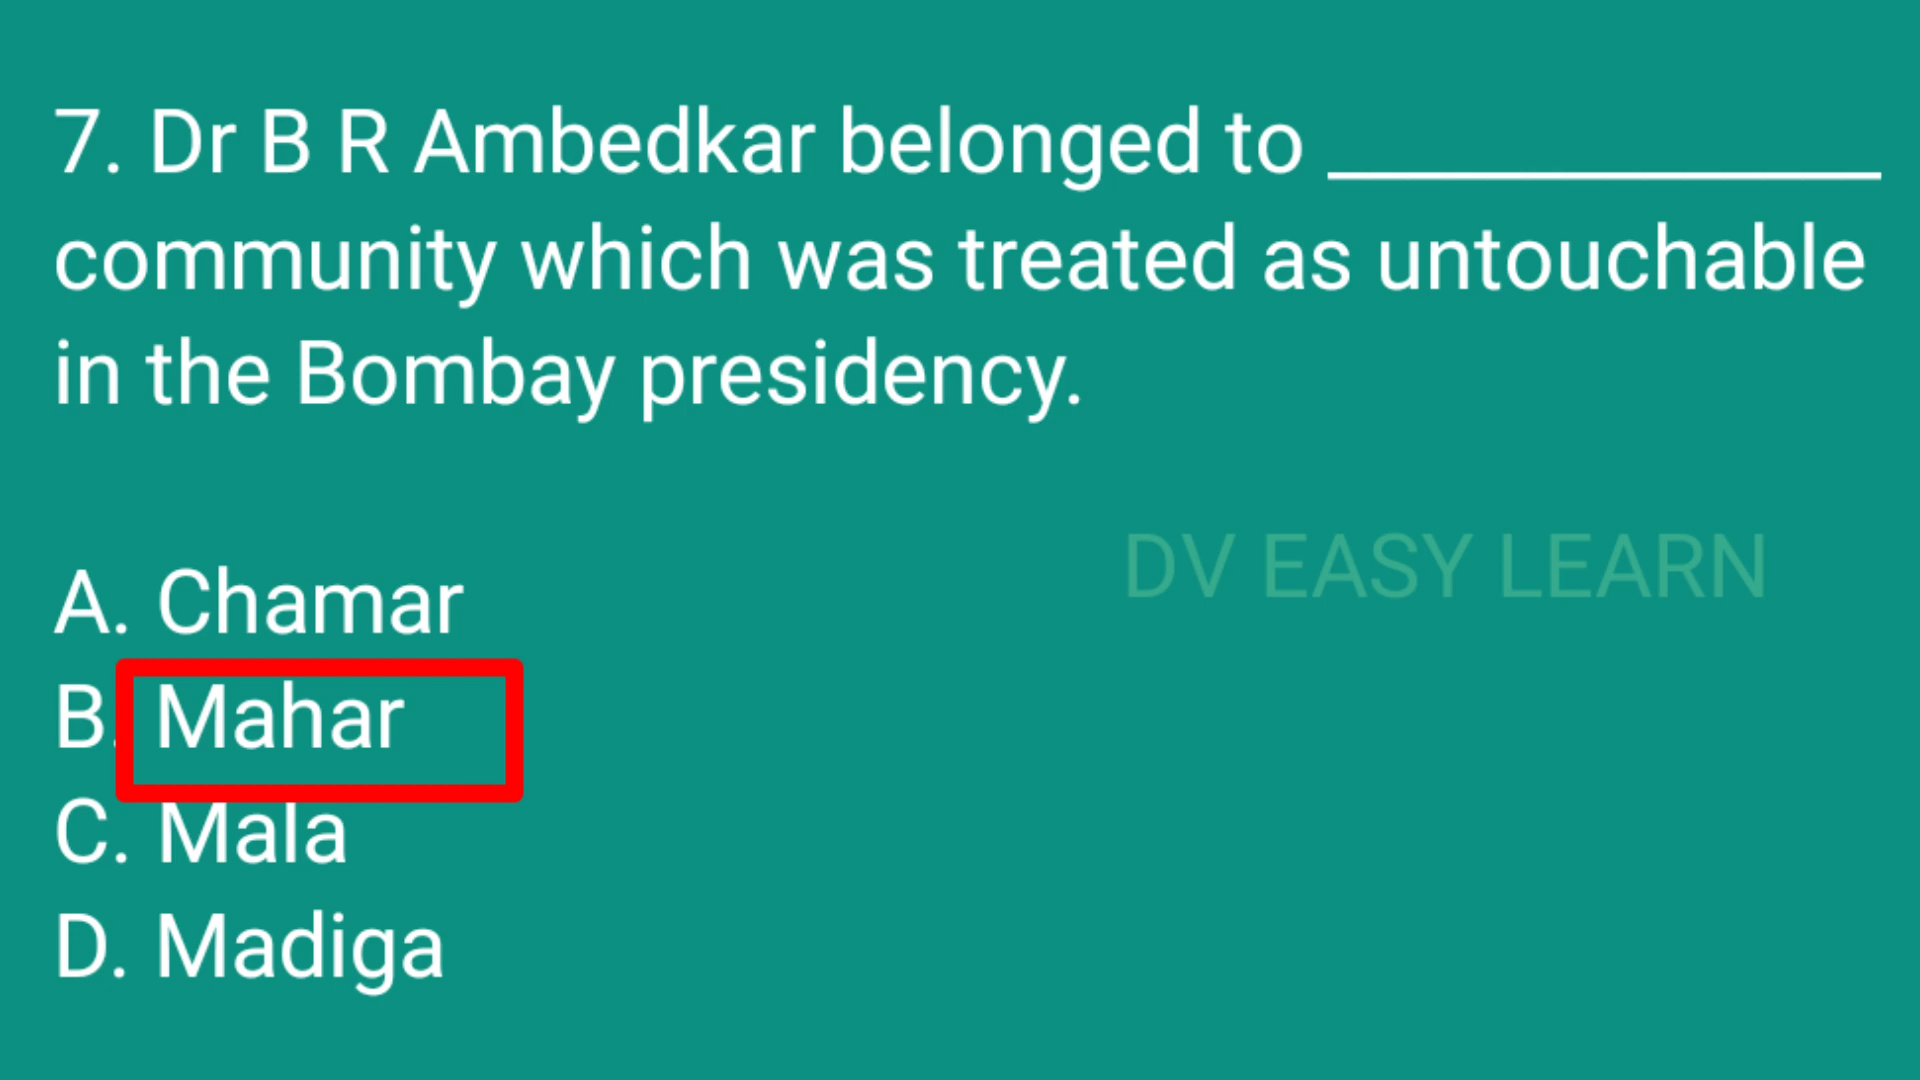 7. Dr B R Ambedkar belonged to ____________
community which was treated as untouchable
in the Bombay presidency.
DV EASY LEARN
A. Chamar
B. Mahar
C. Mala
D. Madiga